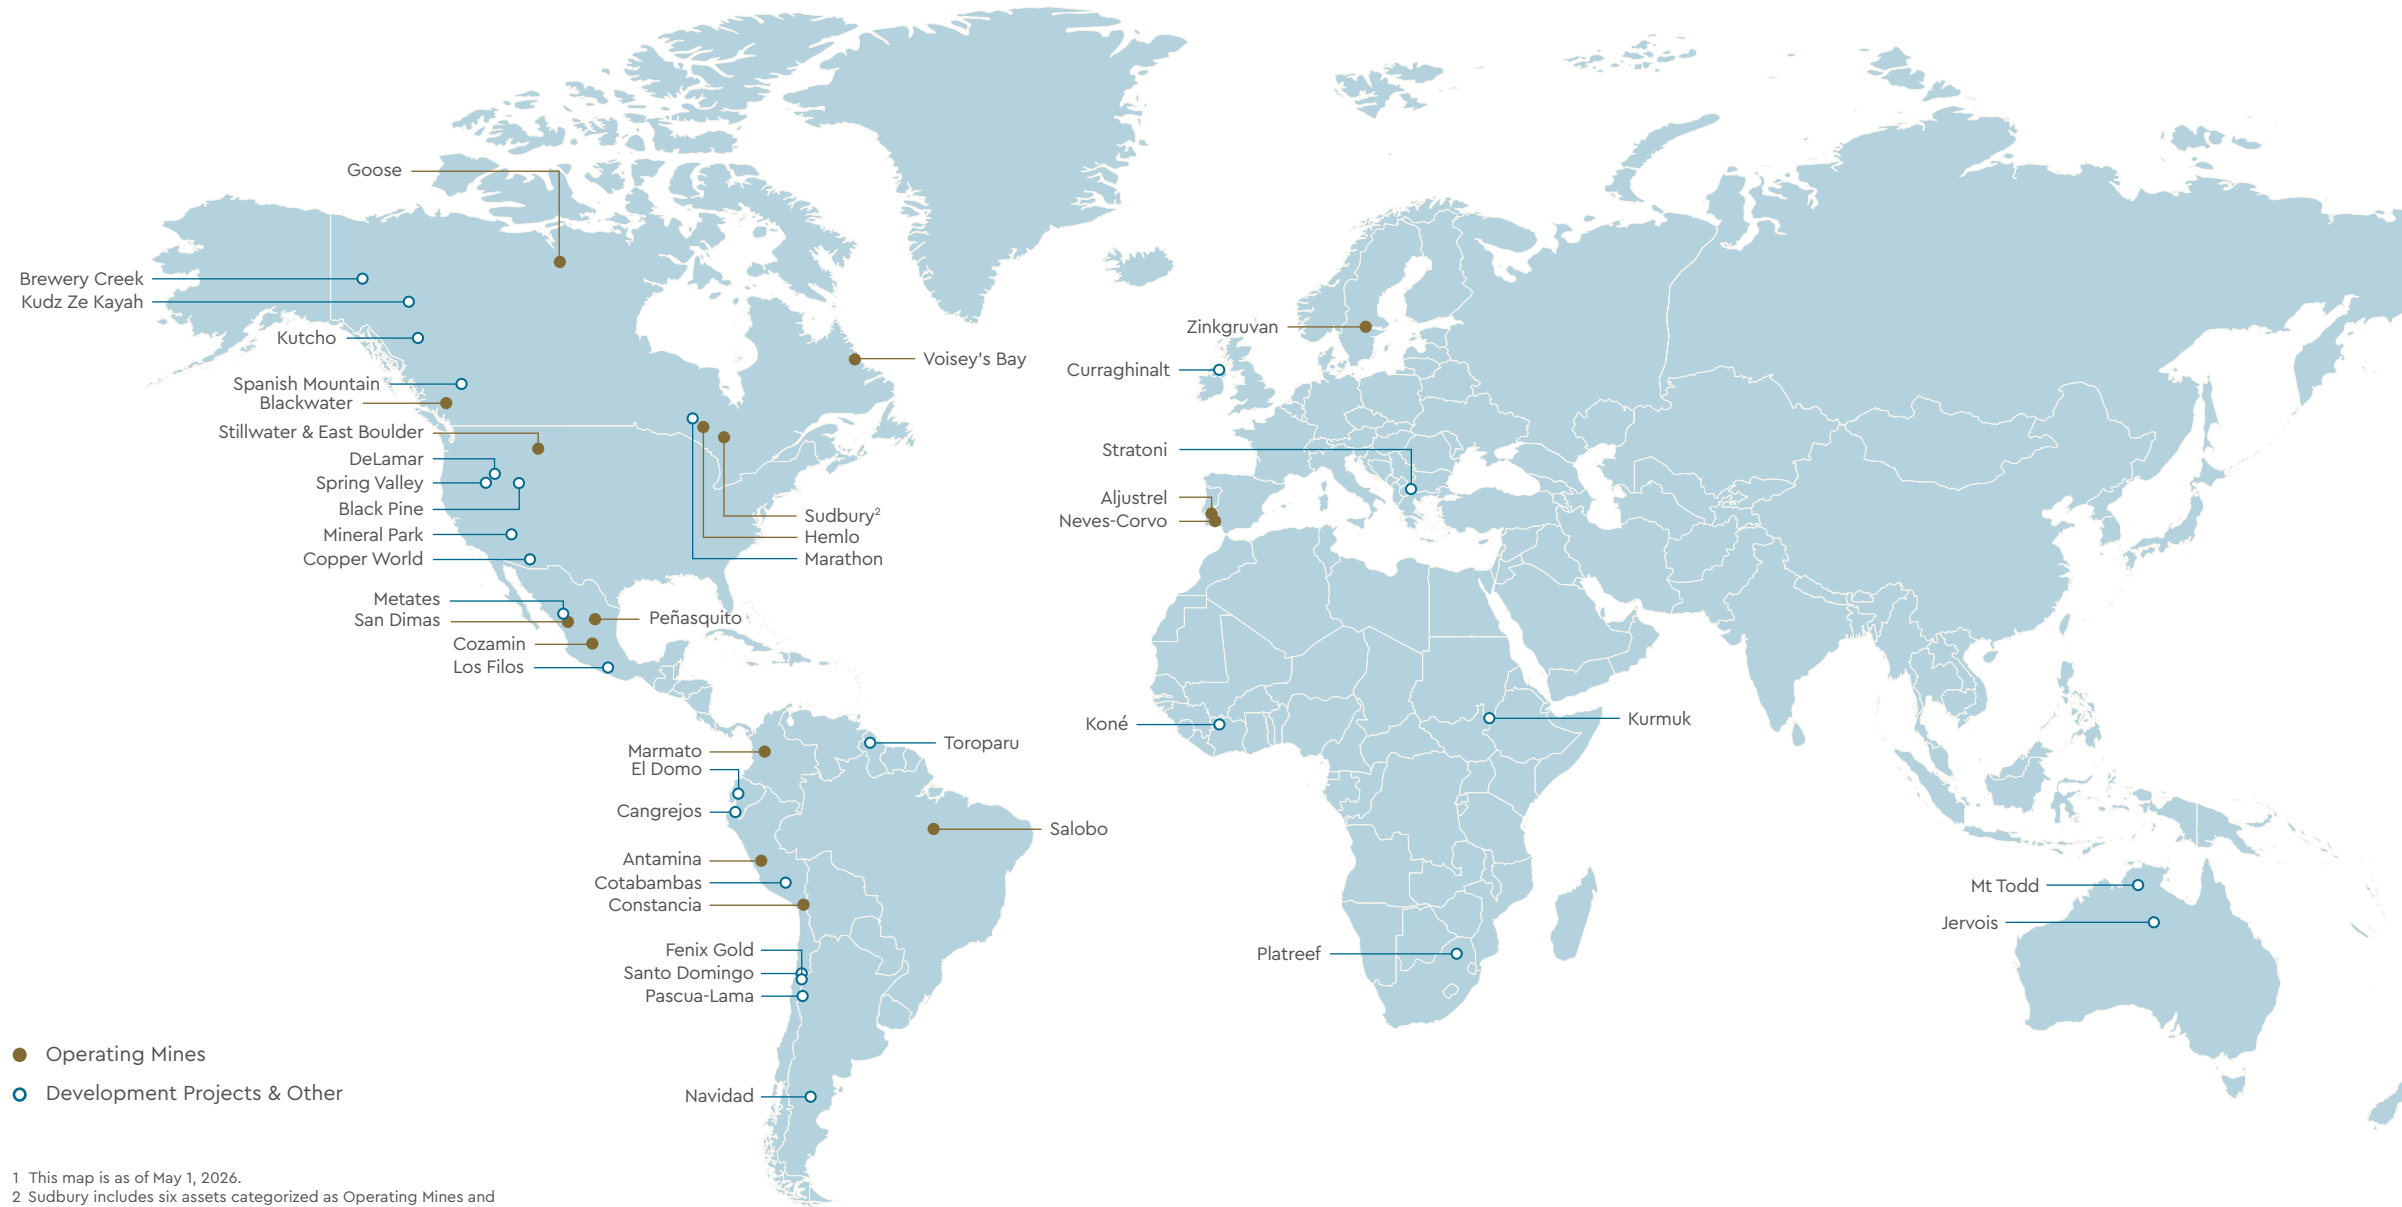 Goose
Brewery Creek
Kudz Ze Kayah
Kutcho
Zinkgruvan
Voisey's Bay
Curraghinalt
Spanish Mountain
Blackwater
Stillwater & East Boulder
Stratoni
DeLamar
Spring Valley
Aljustrel
Black Pine
Sudbury2
Neves-Corvo
Mineral Park
Hemlo
Copper World
Marathon
Metates
San Dimas
Peñasquito
Cozamin
Los Filos
Koné
Kurmuk
Toroparu
Marmato
El Domo
Cangrejos
Salobo
Antamina
Cotabambas
Mt Todd
Constancia
Jervois
Fenix Gold
Platreef
Santo Domingo
Pascua-Lama
Operating Mines
Development Projects & Other
Navidad
1 This map is as of May 1, 2026.
2 Sudbury includes six assets categorized as Operating Mines and